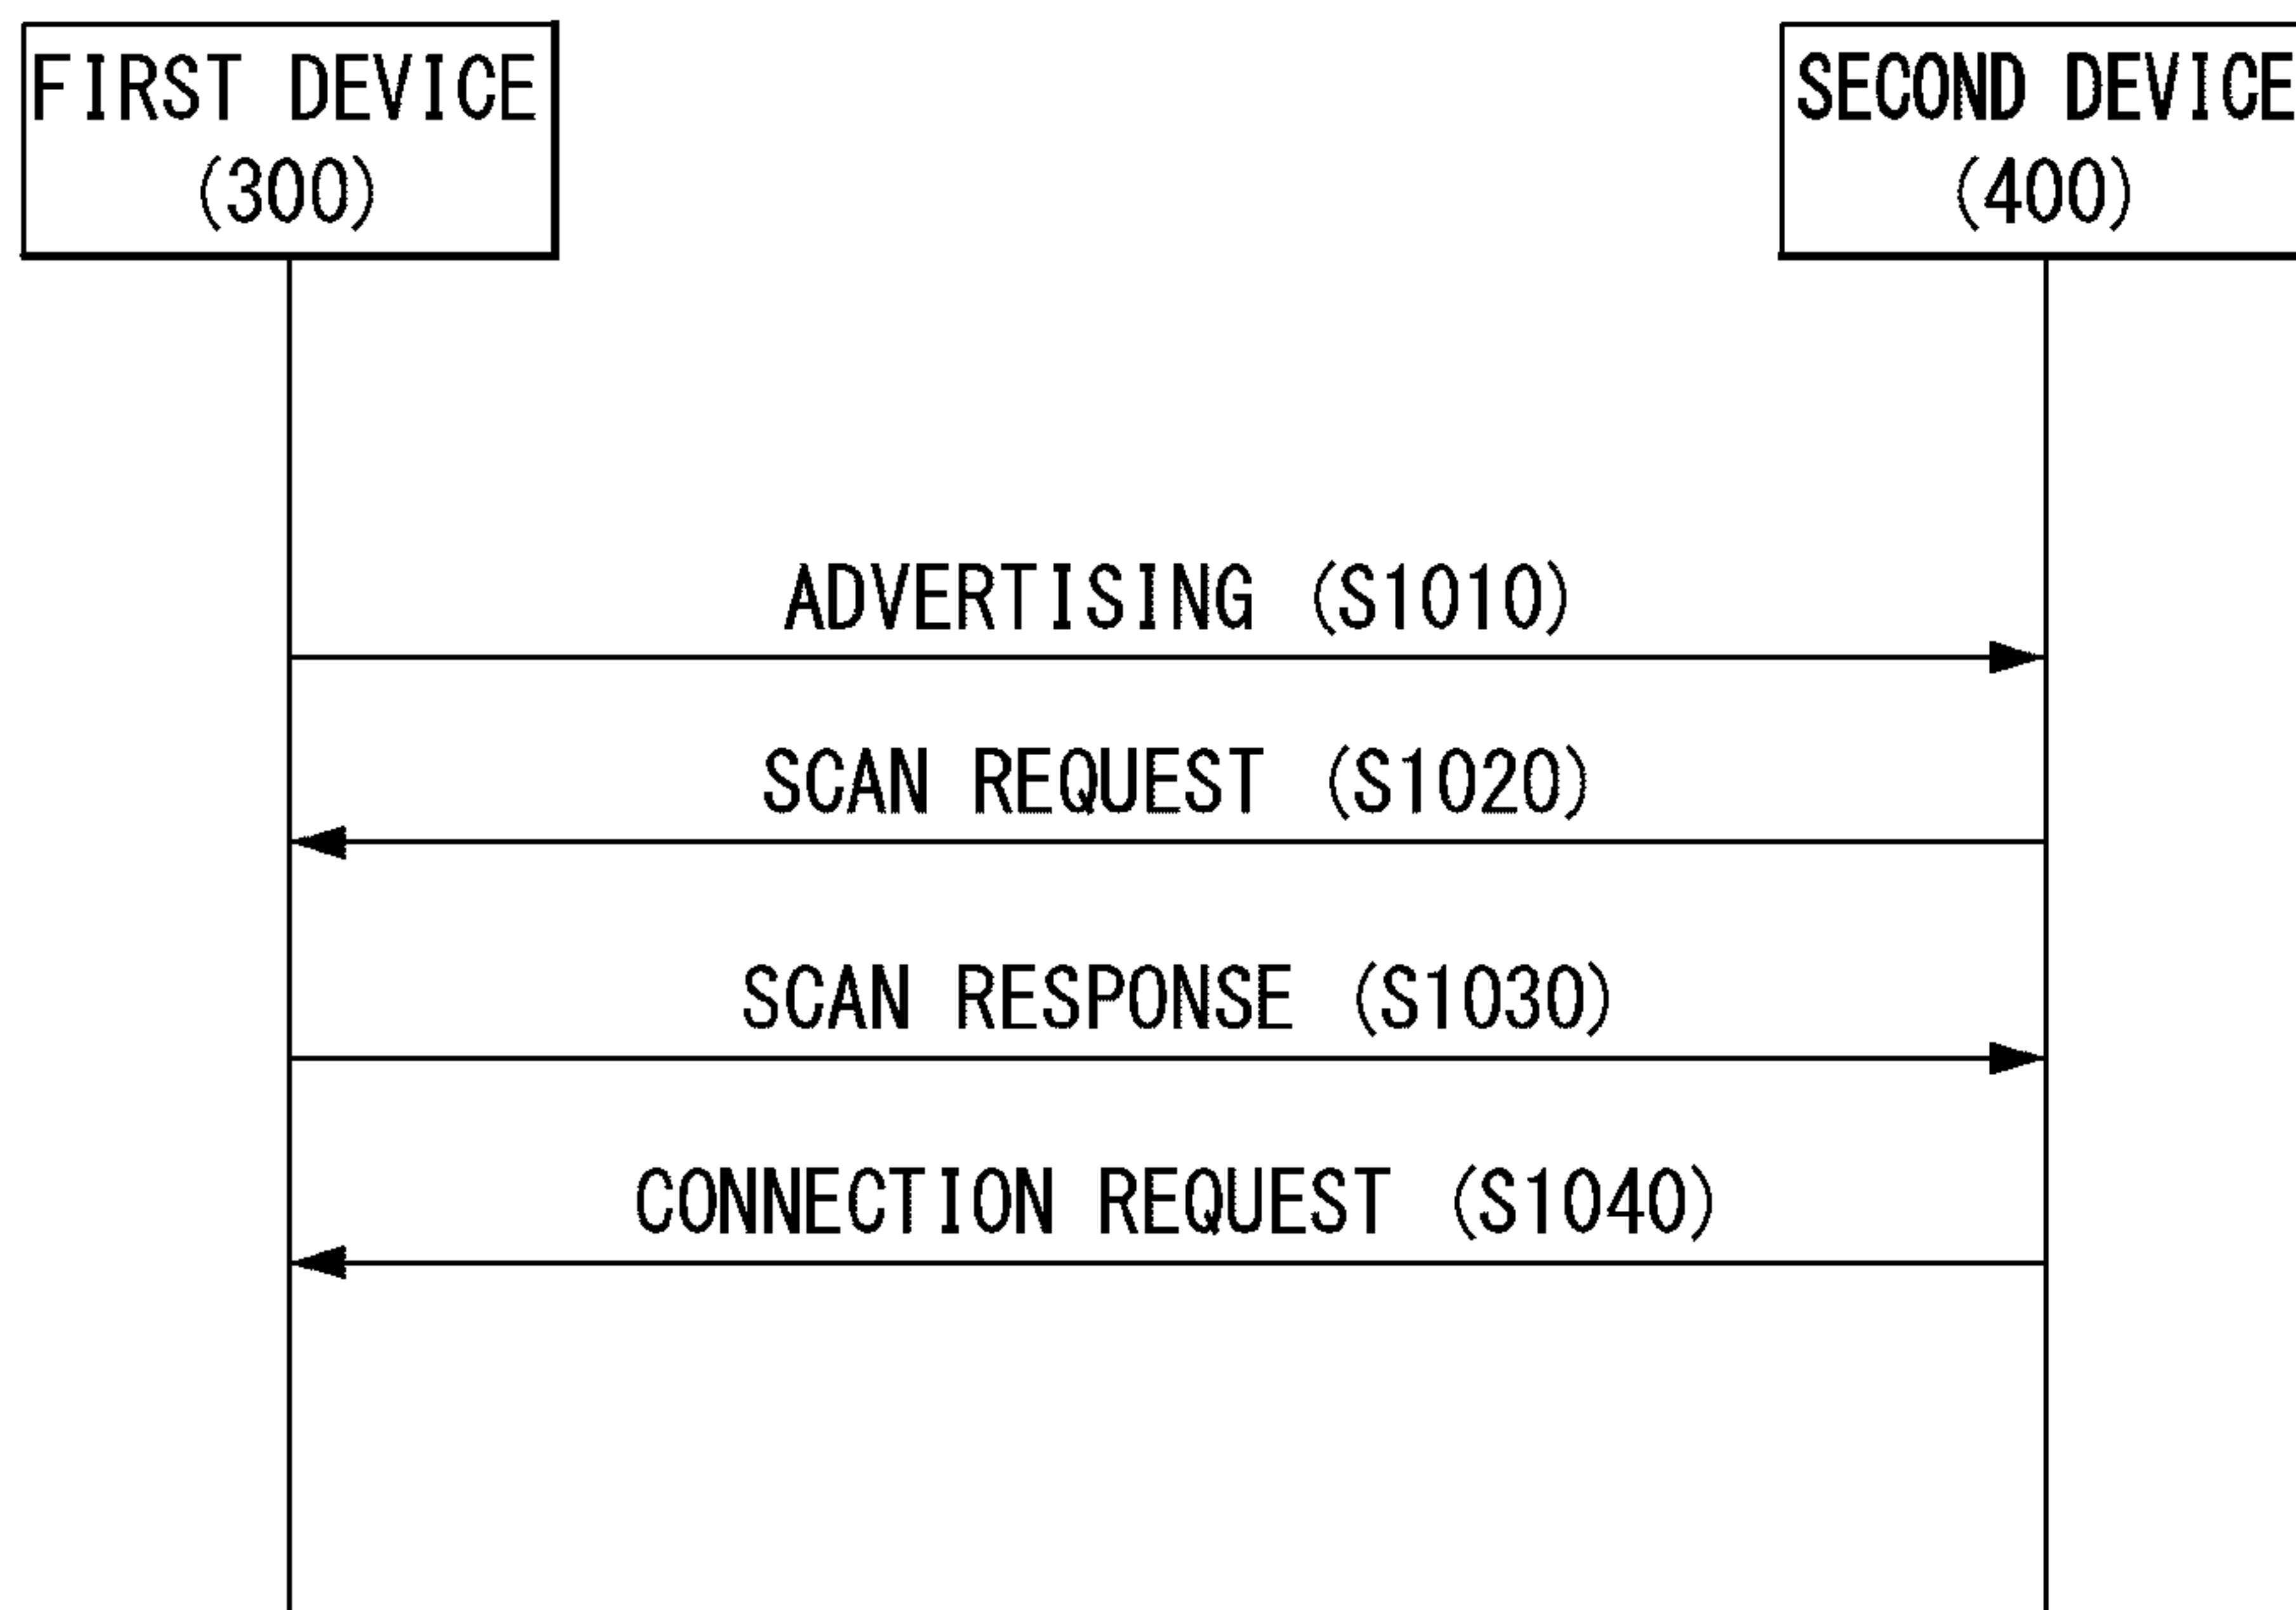 FIRST DEVICE
(300)
SECOND DEVICE
(400)
ADVERTISING (S1010)
SCAN REQUEST (S1020)
SCAN RESPONSE (S1030)
CONNECTION REQUEST (S1040)